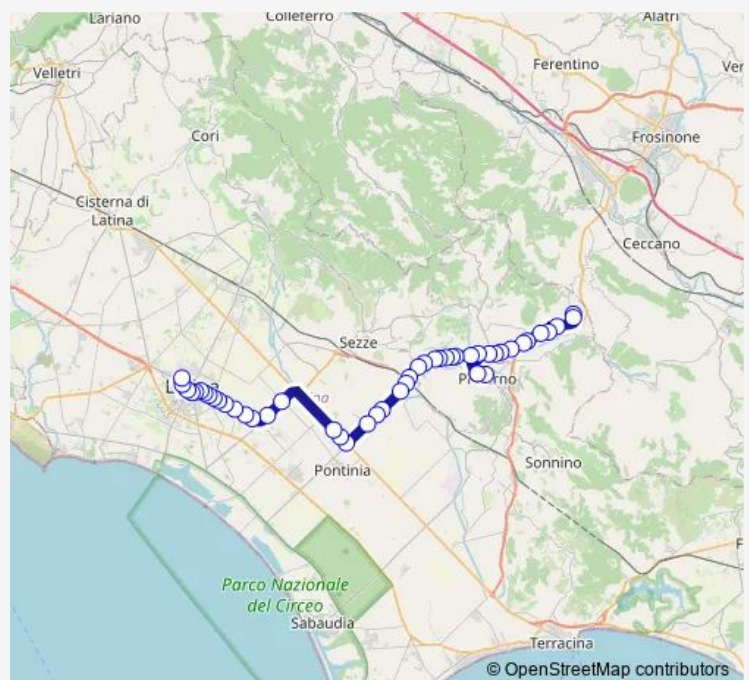 Lariano
Colleferro
Alatri
Velletri
Ferentino
Ver
Cori
Frosinone
Cisterna di
Latina
Ceccano
Sezze
Sonnino
Pontinia
Parco Nazionale
del Circeo
Sabaudia
F
Terracina
© OpenStreetMap contributors